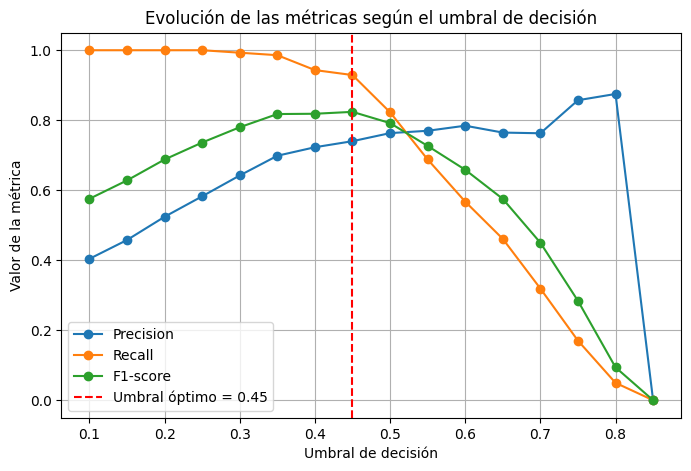 Evolución de las métricas según el umbral de decisión
Valor de la métrica
1.0
0.8
0.6
0.4
0.2
0.0
Precision
Recall
F1-score
Umbral óptimo = 0.45
0.1 0.2 0.3 0.4 0.5 0.6 0.7 0.8
Umbral de decisión